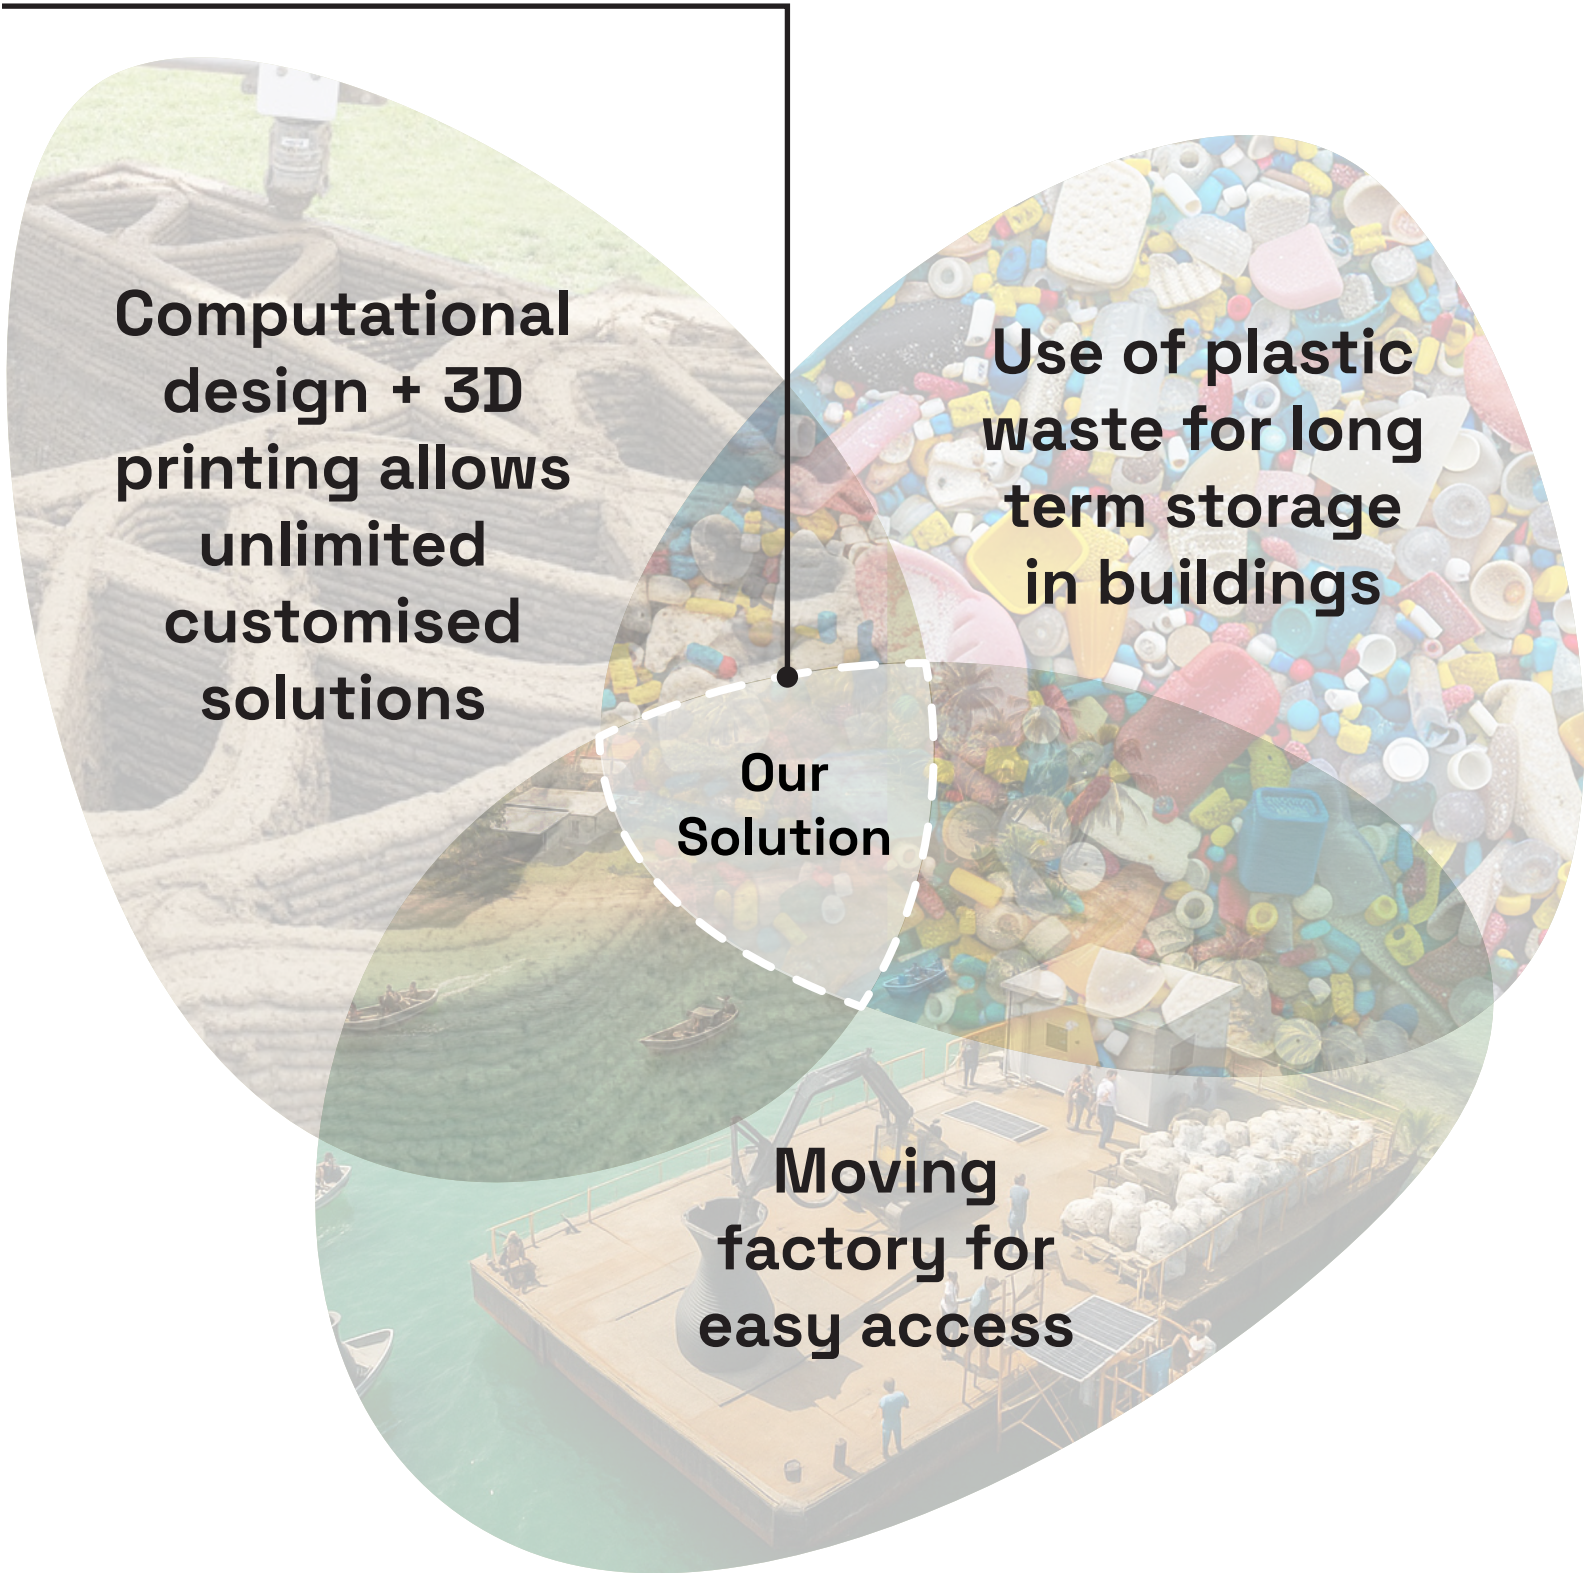 Computational
design + 3D
printing allows
unlimited
customised
solutions
Use of plastic
waste for long
term storage
in buildings
Our
Solution
Moving
factory for
easy access